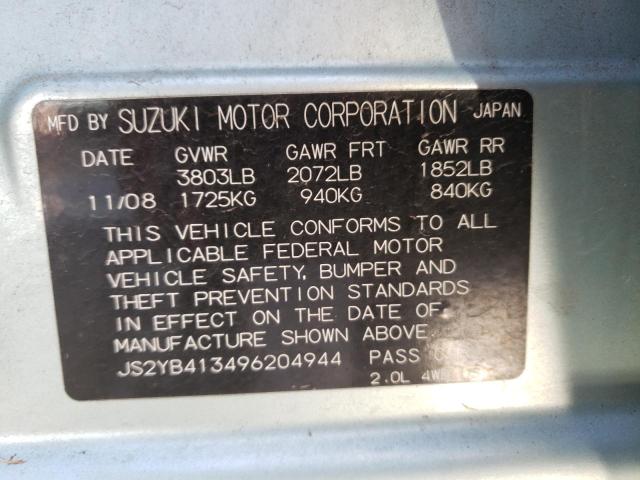 MFD BY SUZUKI MOTOR CORPORATION JAPAN
DATE GVWR GAWR FRT GAWR RR
3803LB 2072LB 1852LB
11/08 1725KG 940KG 840KG
THIS VEHICLE CONFORMS TO ALL
APPLICABLE FEDERAL MOTOR
VEHICLE SAFETY, BUMPER AND
THEFT PREVENTION STANDARDS
IN EFFECT ON THE DATE OF
MANUFACTURE SHOWN ABOVE.
JS2YB413496204944 PASS
2.0L